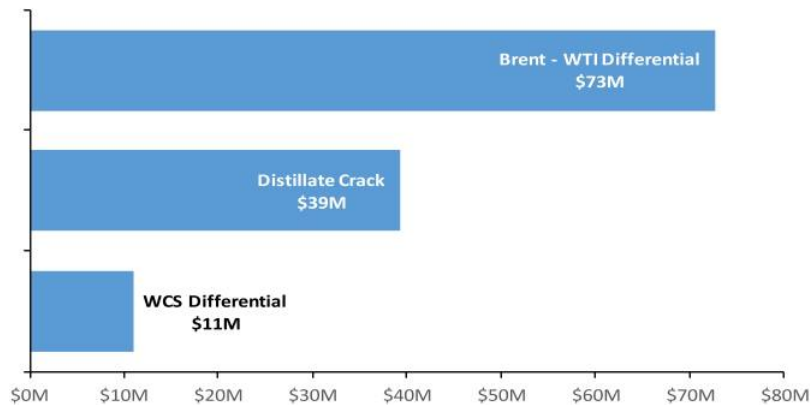 Brent - WTI Differential
$73M
Distillate Crack
$39M
WCS Differential
$11M
$0M $10M $20M $30M $40M $50M $60M $70M $80M